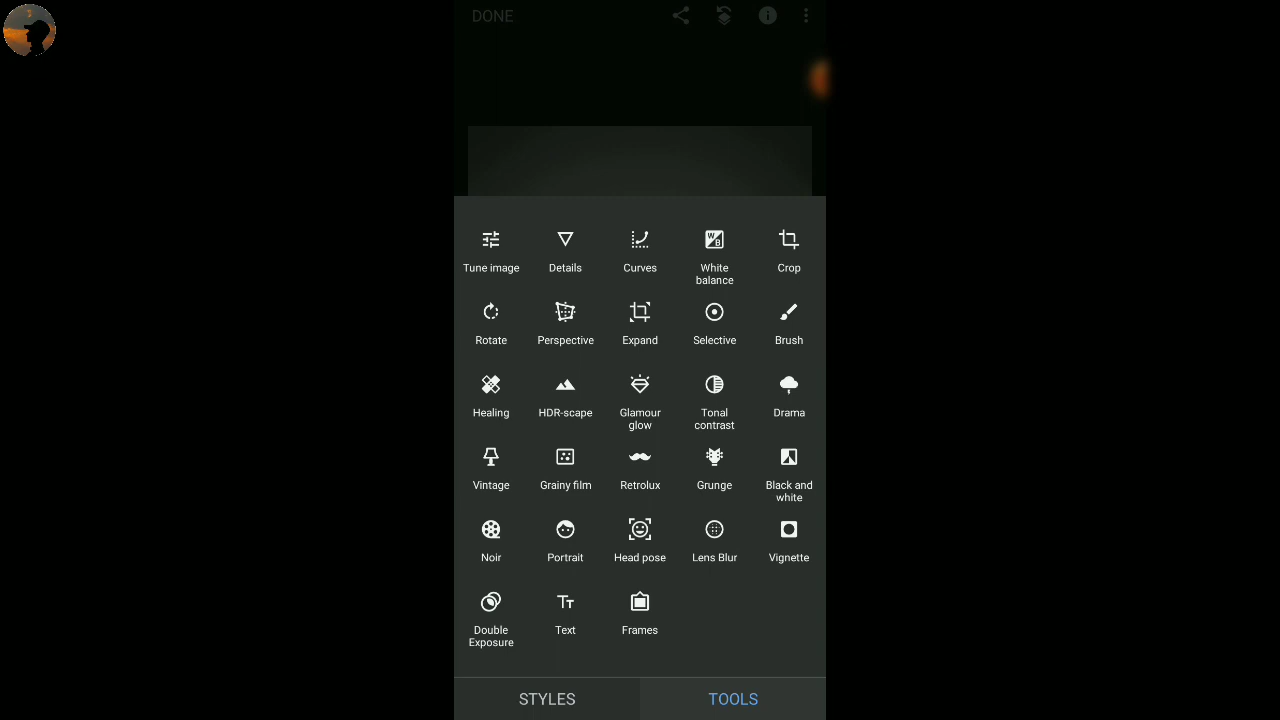 DONE
Tune image
Details
Curves
White
balance
Crop
Rotate
Perspective
Expand
Selective
Brush
Healing
HDR-scape
Glamour
glow
Tonal
contrast
Drama
Vintage
Grainy film
Retrolux
Grunge
Black and
white
Noir
Portrait
Head pose
Lens Blur
Vignette
Double
Exposure
Text
Frames
STYLES
TOOLS